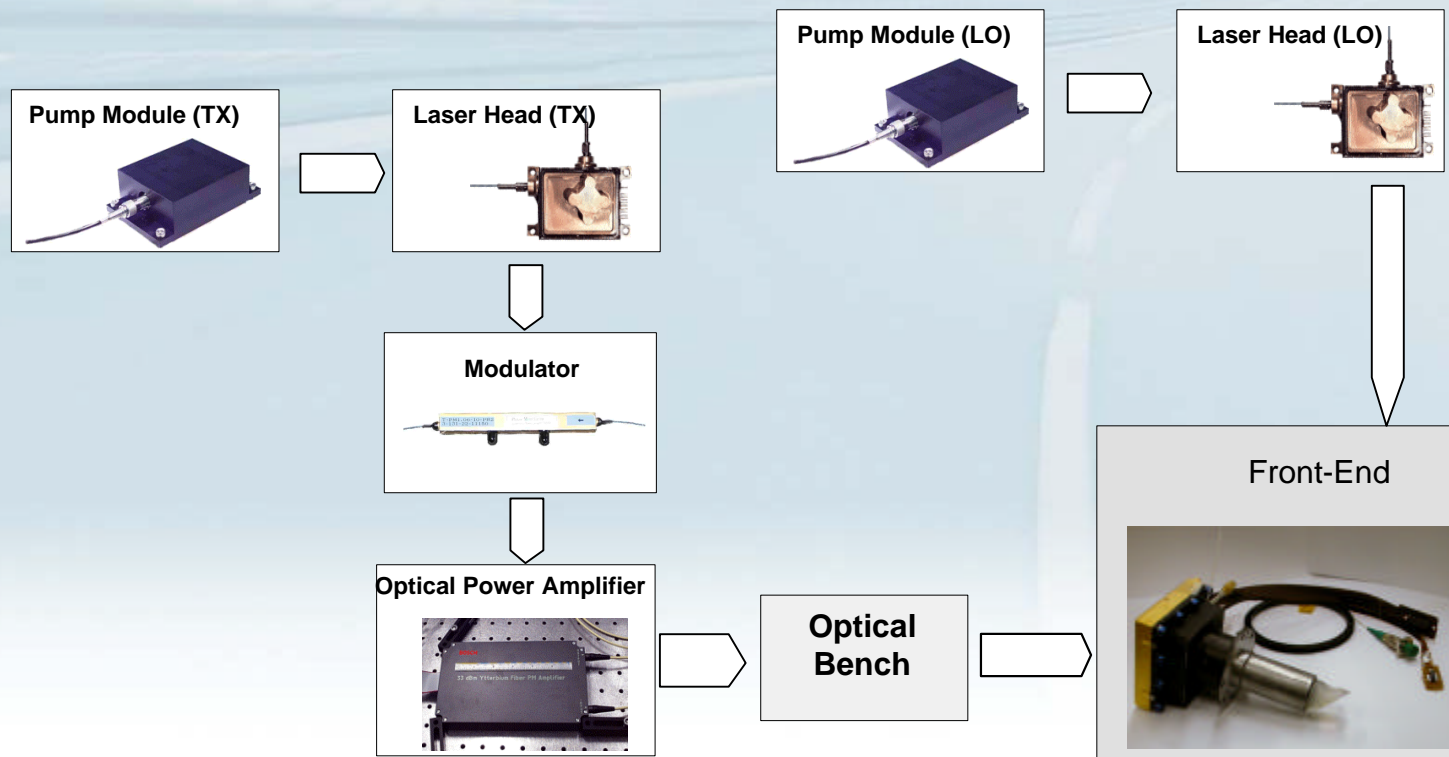 Pump Module (LO)
Laser Head (LO)
Pump Module (TX)
Laser Head (TX)
Modulator
Front-End
Optical Power Amplifier
33 dBm Ytterbium Fiber PM Amplifier
Optical
Bench